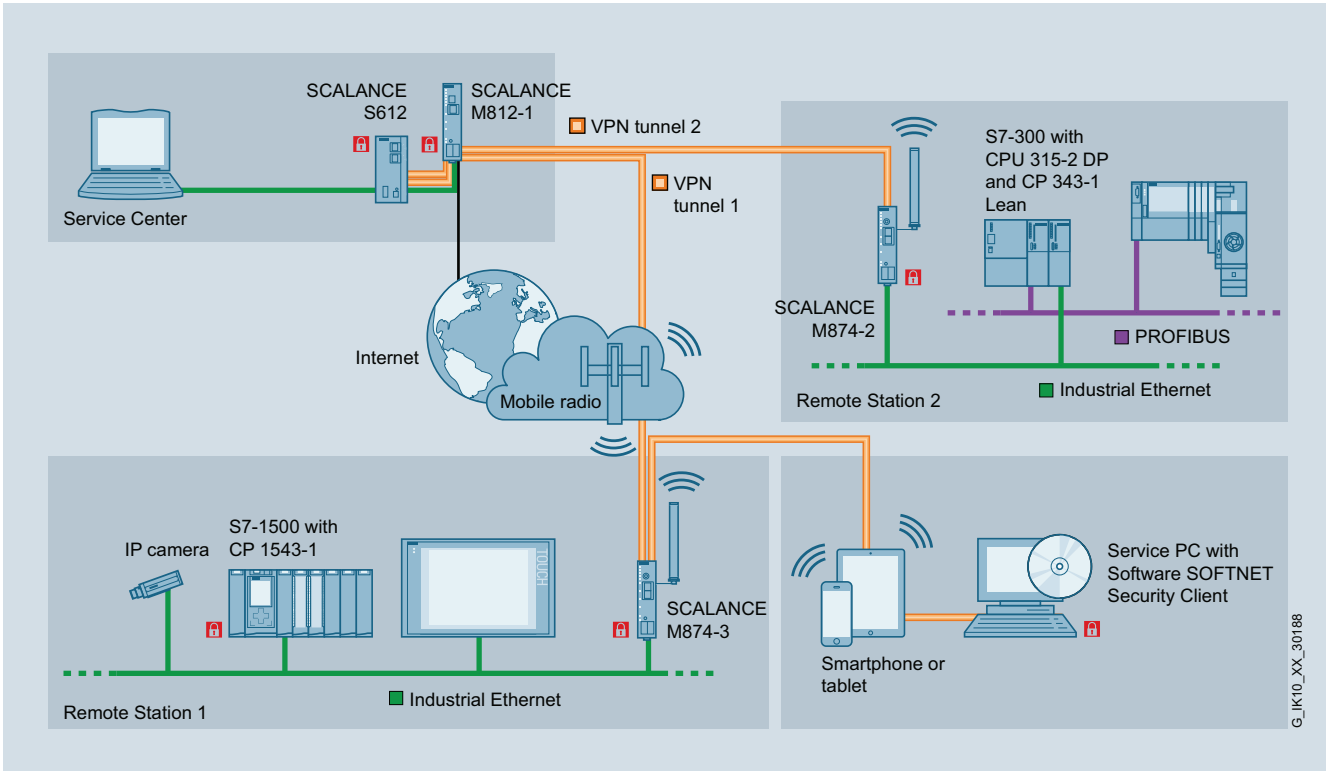 SCALANCE
S612
SCALANCE
M812-1
Service Center
VPN tunnel 2
VPN
tunnel 1
S7-300 with
CPU 315-2 DP
and CP 343-1
Lean
SCALANCE
M874-2
PROFIBUS
Industrial Ethernet
Remote Station 2
Internet
Mobile radio
IP camera
S7-1500 with
CP 1543-1
TOUCH
SCALANCE
M874-3
Industrial Ethernet
Remote Station 1
Smartphone or
tablet
Service PC with
Software SOFTNET
Security Client
G_IK10_XX_30188